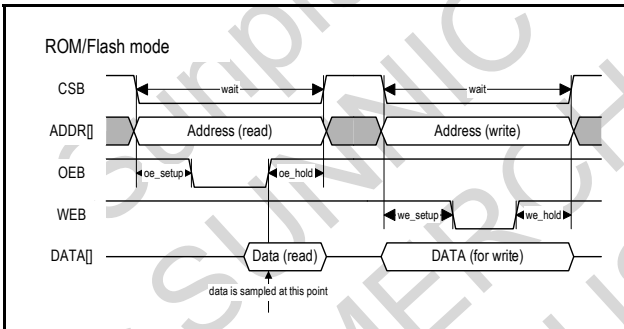 ROM/Flash mode
CSB wait wait
ADDR[] Address (read) Address (write)
OEB oe_setup oe_hold
WEB we_setup we_hold
DATA[] Data (read) DATA (for write)
data is sampled at this point
SUNNIC